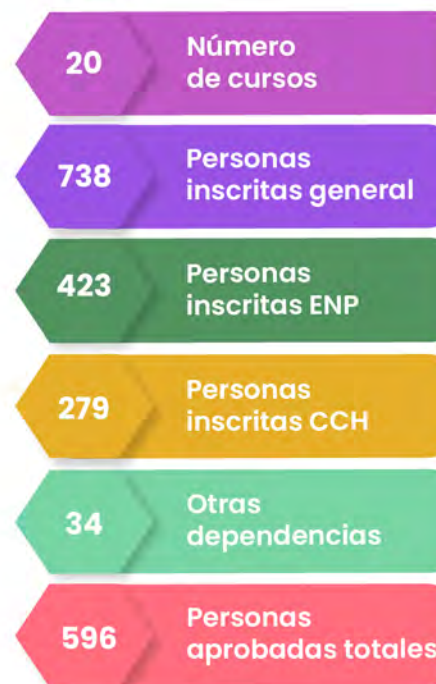 20
Número
de cursos
738
Personas
inscritas general
423
Personas
inscritas ENP
279
Personas
inscritas CCH
34
Otras
dependencias
596
Personas
aprobadas totales